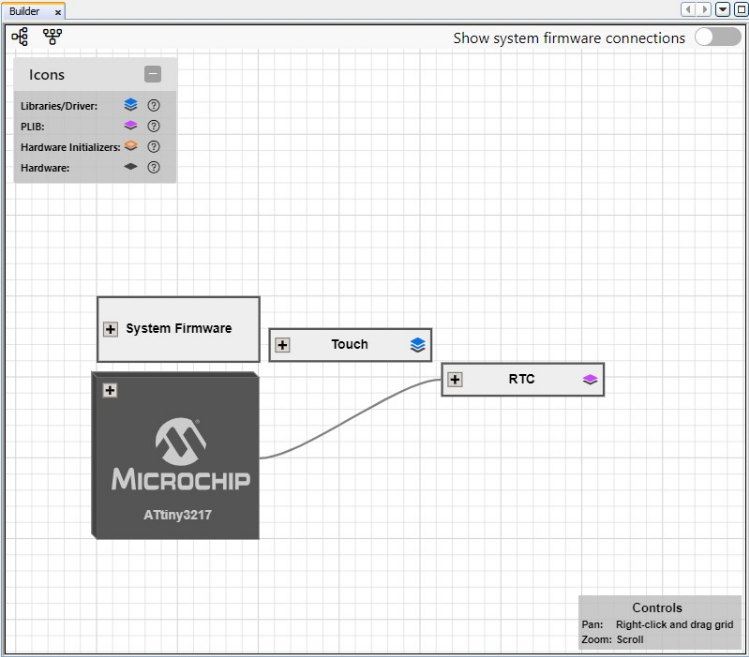 Builder
Show system firmware connections
Icons
Libraries/Driver:
PLIB:
Hardware Initializers:
Hardware:
System Firmware
Touch
RTC
MICROCHIP
ATtiny3217
Controls
Pan: Right-click and drag grid
Zoom: Scroll